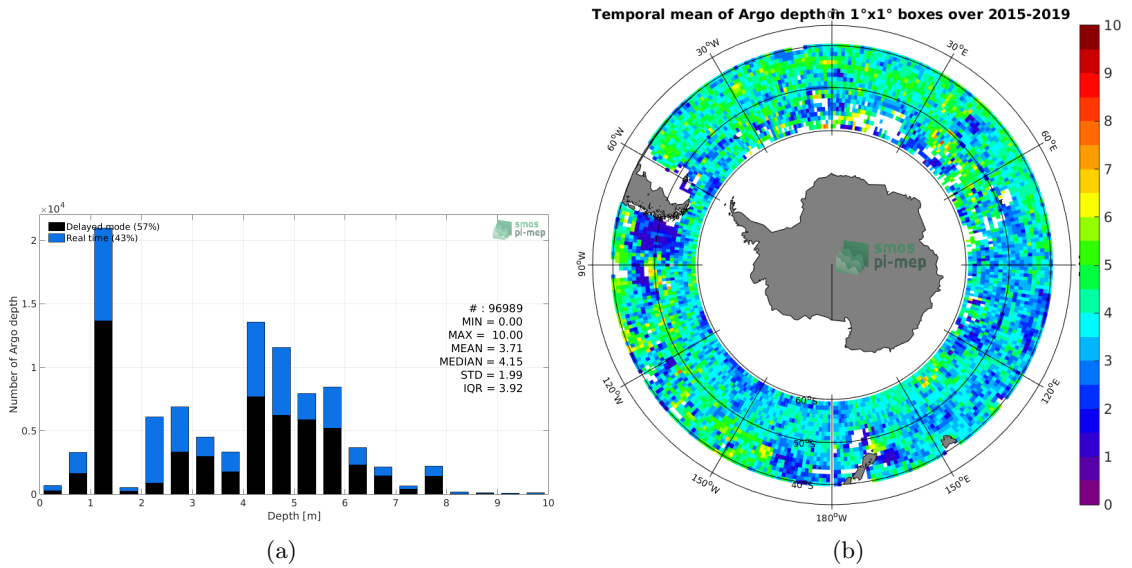 Temporal mean of Argo depth in 1°x1° boxes over 2015-2019
×10⁴
Delayed mode (57%)
Real time (43%)
smos
pi-mep
# : 96989
MIN = 0.00
MAX = 10.00
MEAN = 3.71
MEDIAN = 4.15
STD = 1.99
IQR = 3.92
Number of Argo depth
2
1.5
1
0.5
0
0 1 2 3 4 5 6 7 8 9 10
Depth [m]
(a)
0°
30°E
60°E
120°E
150°E
180°W
150°W
120°W
90°W
60°W
30°W
60°S
50°S
40°S
smos
pi-mep
10
9
8
7
6
5
4
3
2
1
0
(b)